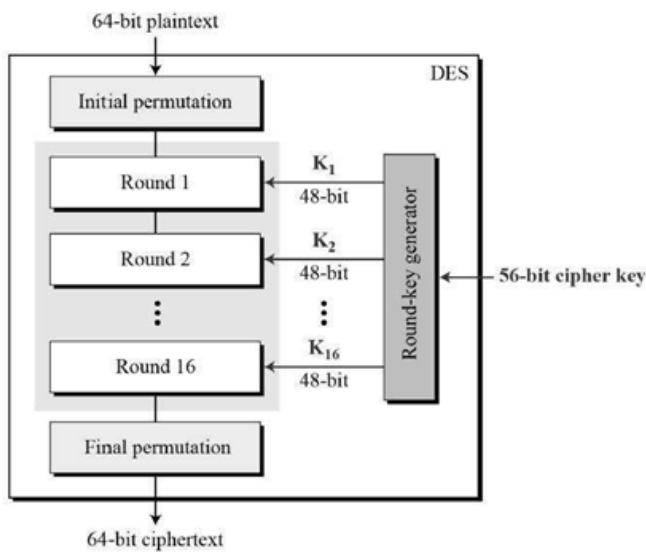 64-bit plaintext
DES
Initial permutation
Round 1
K1
48-bit
Round 2
K2
48-bit
Round 16
K16
48-bit
Round-key generator
56-bit cipher key
Final permutation
64-bit ciphertext